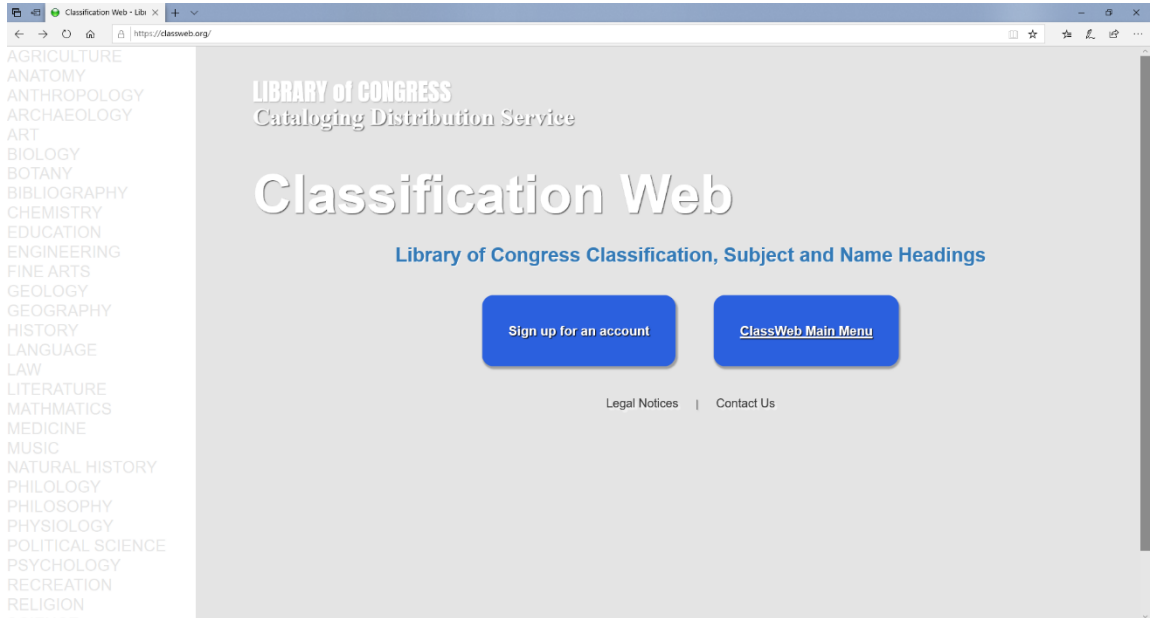 Classification Web - Libr
https://classweb.org/
AGRICULTURE
ANATOMY
ANTHROPOLOGY
ARCHAEOLOGY
ART
BIOLOGY
BOTANY
BIBLIOGRAPHY
CHEMISTRY
EDUCATION
ENGINEERING
FINE ARTS
GEOLOGY
GEOGRAPHY
HISTORY
LANGUAGE
LAW
LITERATURE
MATHMATICS
MEDICINE
MUSIC
NATURAL HISTORY
PHILOLOGY
PHILOSOPHY
PHYSIOLOGY
POLITICAL SCIENCE
PSYCHOLOGY
RECREATION
RELIGION
LIBRARY of CONGRESS
Cataloging Distribution Service
Classification Web
Library of Congress Classification, Subject and Name Headings
Sign up for an account
ClassWeb Main Menu
Legal Notices | Contact Us